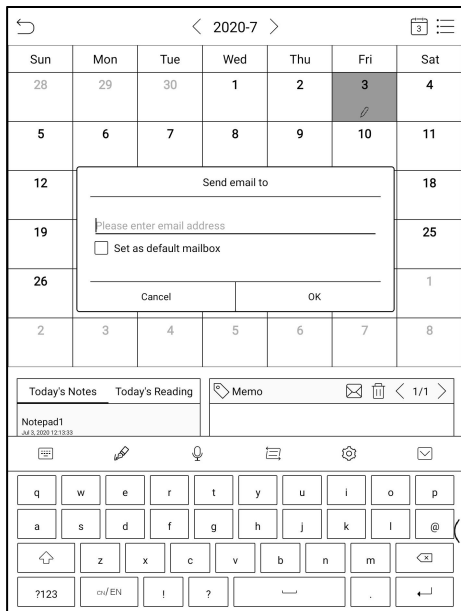 2020-7 3
Sun Mon Tue Wed Thu Fri Sat
28 29 30 1 2 3 4
5 6 7 8 9 10 11
12 Send email to 18
Please enter email address
19 25
Set as default mailbox
26 1
Cancel OK
2 3 4 5 6 7 8
Today's Notes Today's Reading Memo 1/1
Notepad1
Jul 3, 2020 12:13:33
q w e r t y u i o p
a s d f g h j k l @
z x c v b n m
?123 CN/EN ! ? .